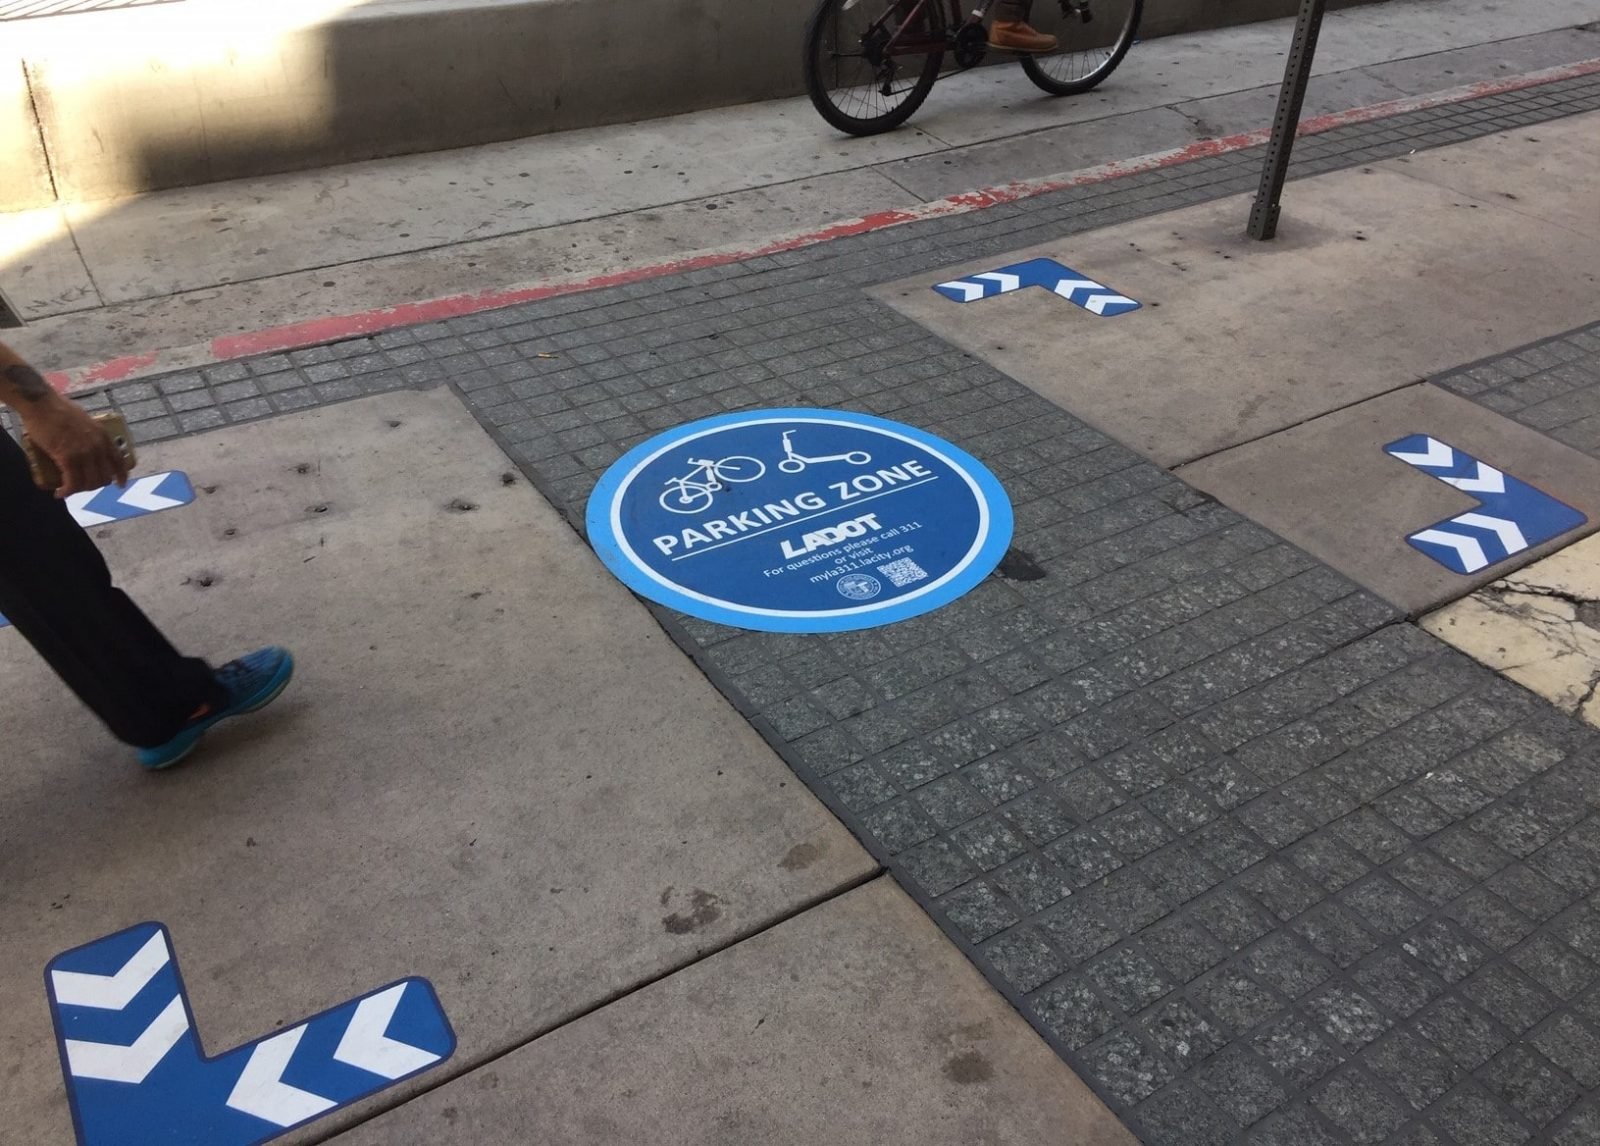 PARKING ZONE
LADOT
For questions please call 311
or visit
myla311.lacity.org